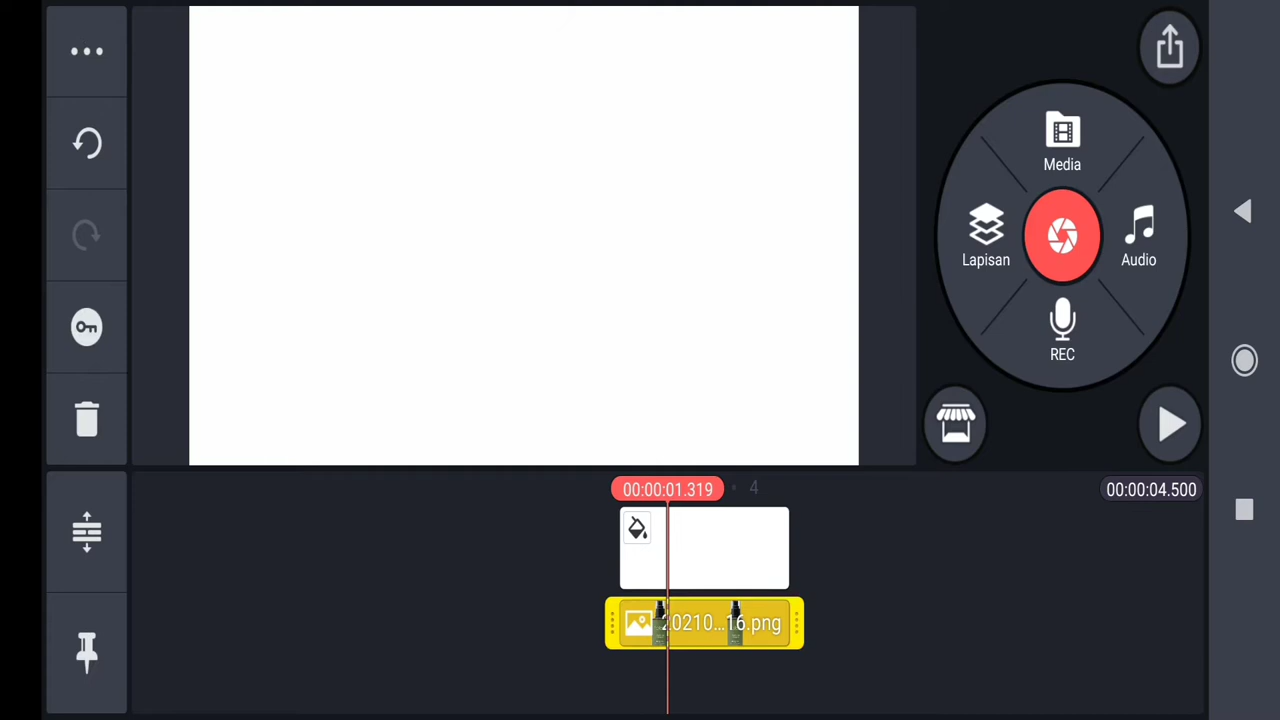 Media
Lapisan
Audio
REC
00:00:01.319
4
00:00:04.500
20210...16.png